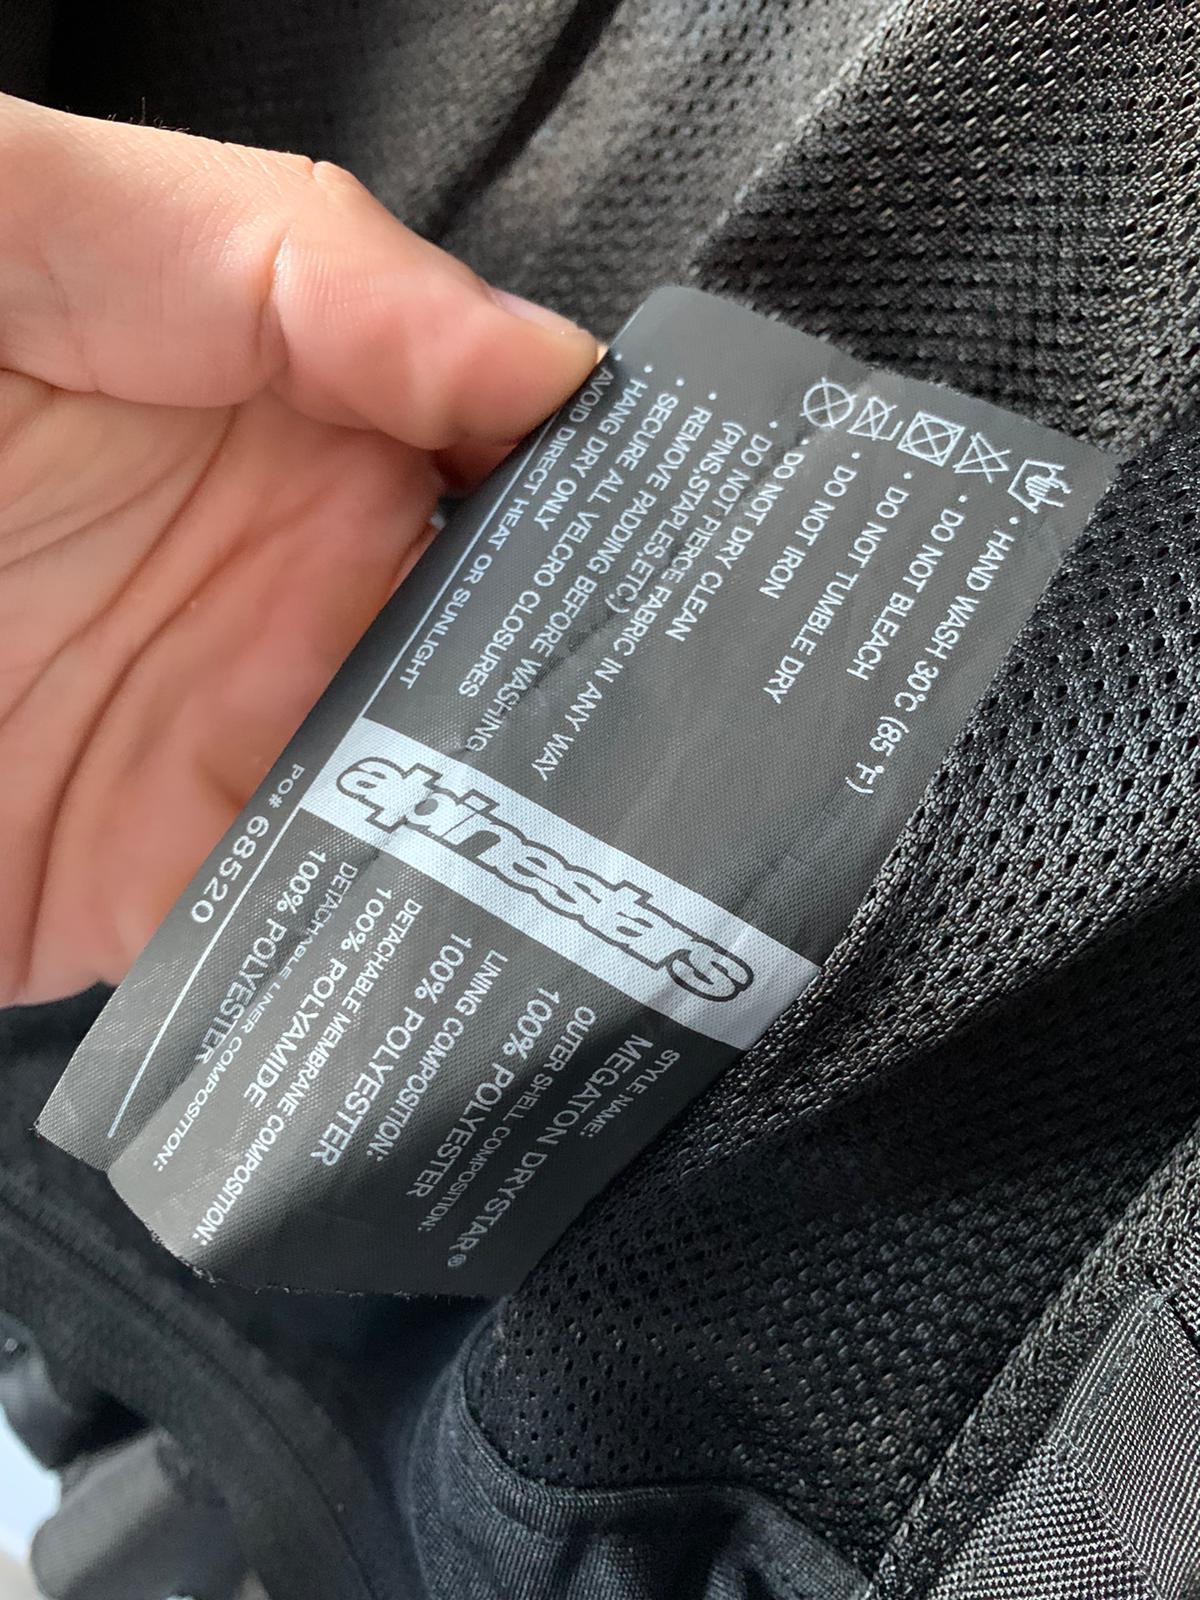 STYLE NAME:
MEGATON DRYSTAR®
OUTER SHELL COMPOSITION:
100% POLYESTER
LINING COMPOSITION:
100% POLYESTER
DETACHABLE MEMBRANE COMPOSITION:
100% POLYAMIDE
DETACHABLE LINER COMPOSITION:
100% POLYESTER
PO# 68520
alpinestars
• HAND WASH 30°C (85 °F)
• DO NOT BLEACH
• DO NOT TUMBLE DRY
• DO NOT IRON
• DO NOT DRY CLEAN
• DO NOT PIERCE FABRIC IN ANY WAY
(PINS,STAPLES,ETC.)
• REMOVE PADDING BEFORE WASHING
• SECURE ALL VELCRO CLOSURES
• HANG DRY ONLY
• AVOID DIRECT HEAT OR SUNLIGHT